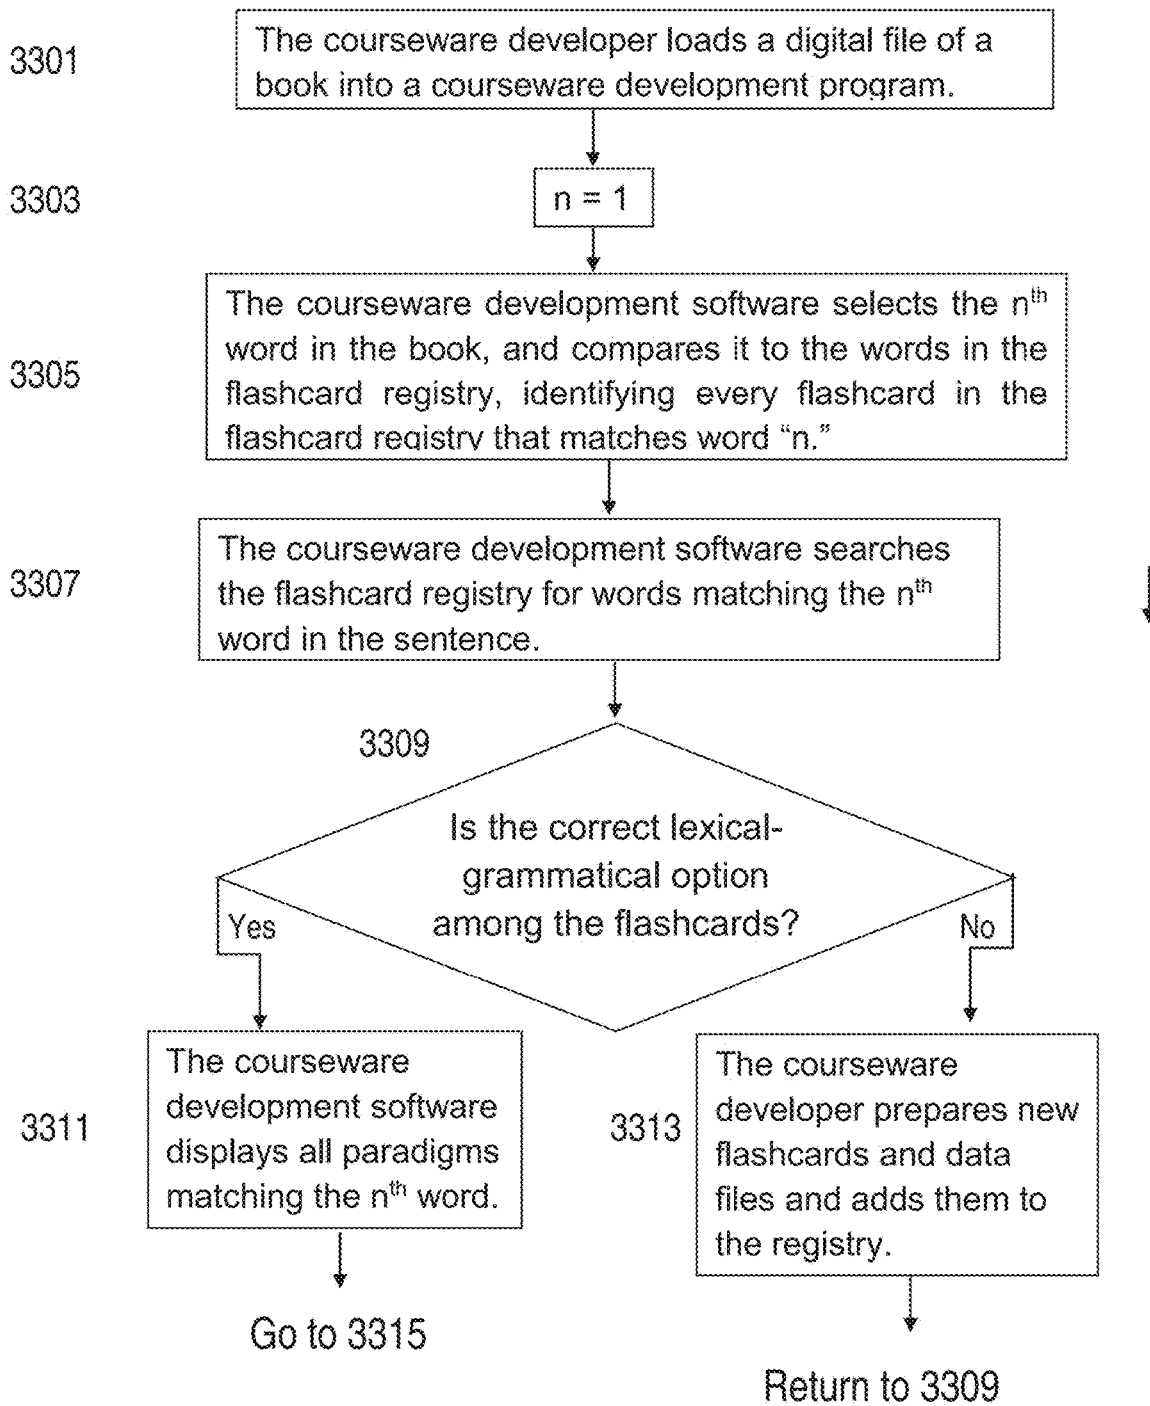 3301
The courseware developer loads a digital file of a
book into a courseware development program.
3303
n = 1
3305
The courseware development software selects the nth
word in the book, and compares it to the words in the
flashcard registry, identifying every flashcard in the
flashcard registry that matches word “n.”
3307
The courseware development software searches
the flashcard registry for words matching the nth
word in the sentence.
3309
Is the correct lexical-
grammatical option
among the flashcards?
Yes
No
3311
The courseware
development software
displays all paradigms
matching the nth word.
Go to 3315
3313
The courseware
developer prepares new
flashcards and data
files and adds them to
the registry.
Return to 3309